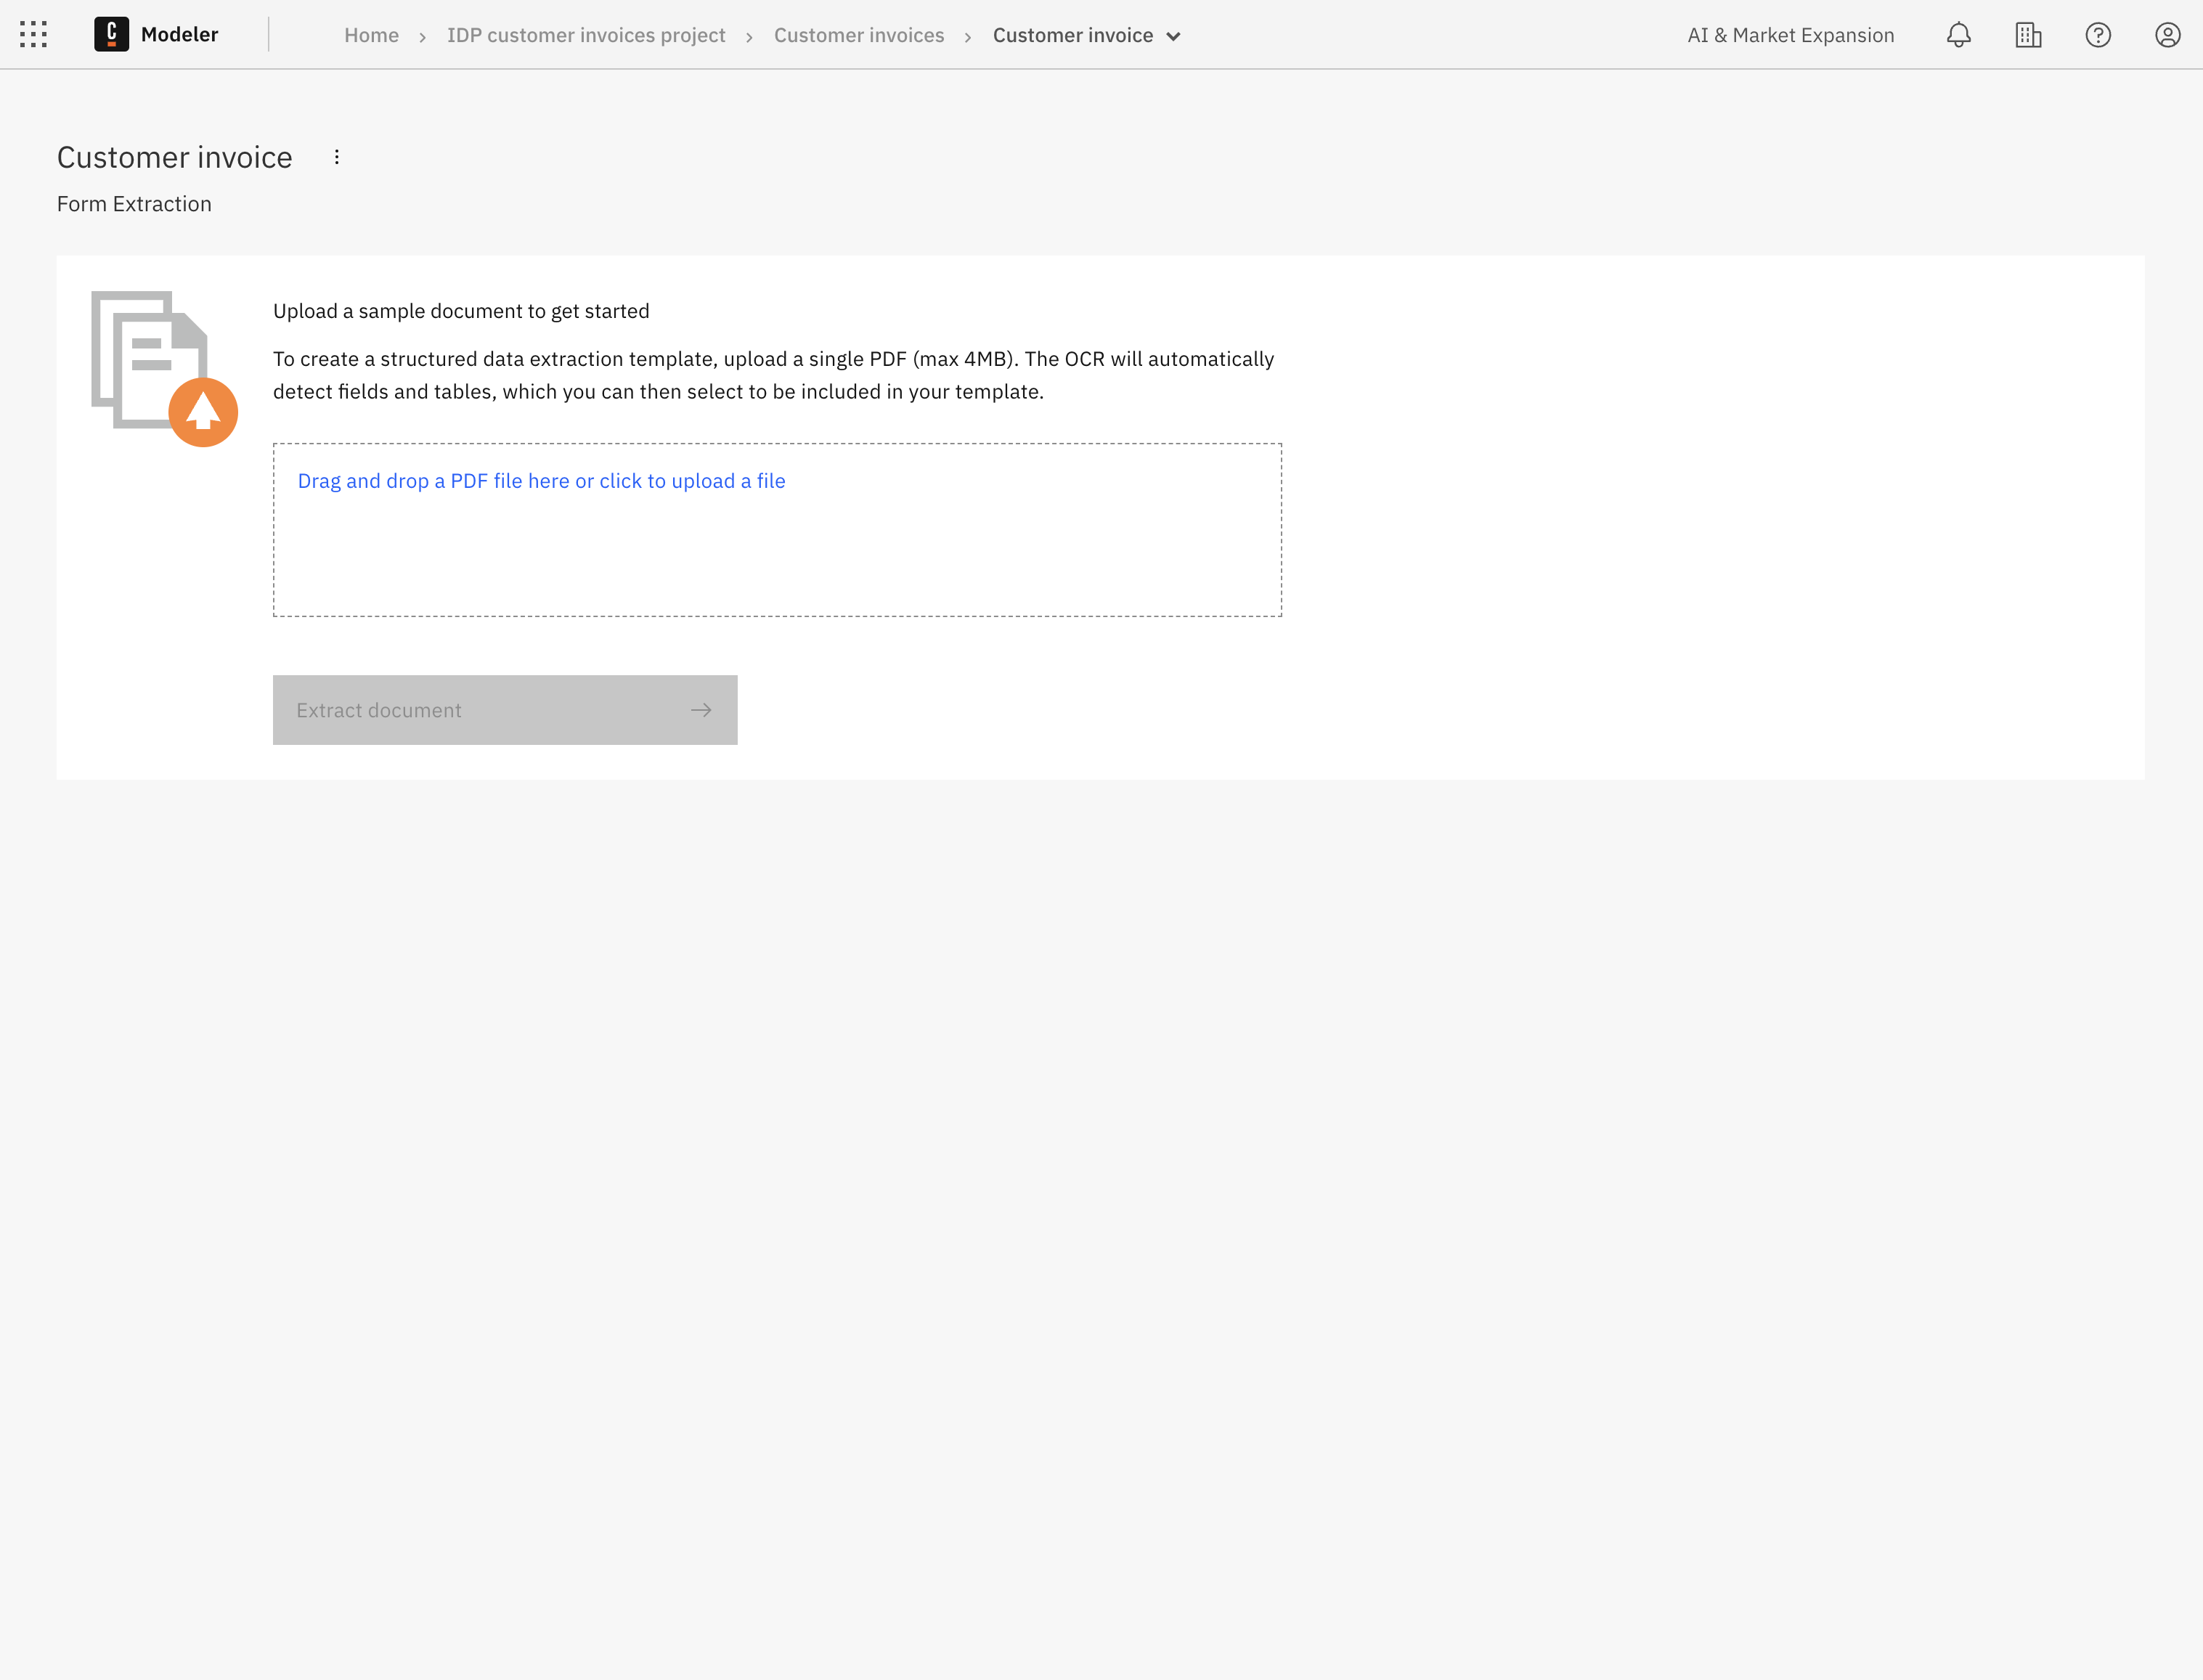 Modeler
Home › IDP customer invoices project › Customer invoices › Customer invoice
AI & Market Expansion
Customer invoice
Form Extraction
Upload a sample document to get started
To create a structured data extraction template, upload a single PDF (max 4MB). The OCR will automatically
detect fields and tables, which you can then select to be included in your template.
Drag and drop a PDF file here or click to upload a file
Extract document